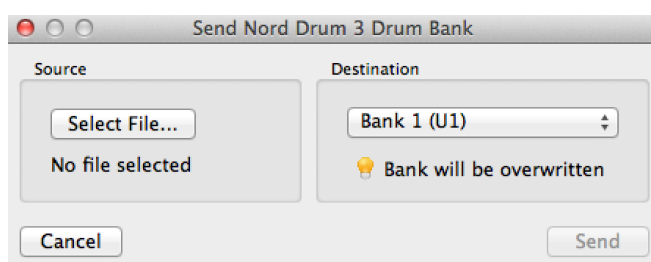 Send Nord Drum 3 Drum Bank
Source
Select File...
No file selected
Destination
Bank 1 (U1)
Bank will be overwritten
Cancel
Send